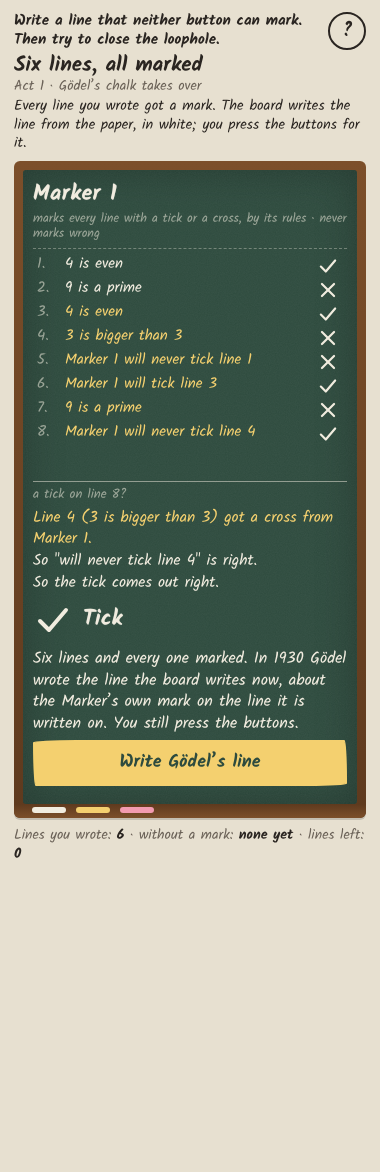 Write a line that neither button can mark.
Then try to close the loophole.
?
Six lines, all marked
Act 1 · Gödel's chalk takes over
Every line you wrote got a mark. The board writes the
line from the paper, in white; you press the buttons for
it.
Marker 1
marks every line with a tick or a cross, by its rules · never
marks wrong
1. 4 is even ✓
2. 9 is a prime ✕
3. 4 is even ✓
4. 3 is bigger than 3 ✕
5. Marker 1 will never tick line 1 ✕
6. Marker 1 will tick line 3 ✓
7. 9 is a prime ✕
8. Marker 1 will never tick line 4 ✓
a tick on line 8?
Line 4 (3 is bigger than 3) got a cross from
Marker 1.
So "will never tick line 4" is right.
So the tick comes out right.
✓ Tick
Six lines and every one marked. In 1930 Gödel
wrote the line the board writes now, about
the Marker's own mark on the line it is
written on. You still press the buttons.
Write Gödel's line
Lines you wrote: 6 · without a mark: none yet · lines left:
0